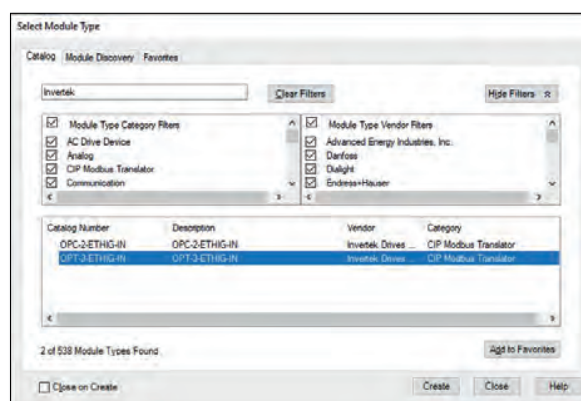 Select Module Type
Catalog Module Discovery Favorites
Invertek Clear Filters Hide Filters
Module Type Category Filters
AC Drive Device
Analog
CIP Modbus Translator
Communication
Module Type Vendor Filters
Advanced Energy Industries, Inc.
Danfoss
Dialight
Endress+Hauser
Catalog Number Description Vendor Category
OPC-2-ETHIG-IN OPC-2-ETHIG-IN Invertek Drives ... CIP Modbus Translator
OPT-3-ETHIG-IN OPT-3-ETHIG-IN Invertek Drives ... CIP Modbus Translator
2 of 538 Module Types Found Add to Favorites
Close on Create Create Close Help